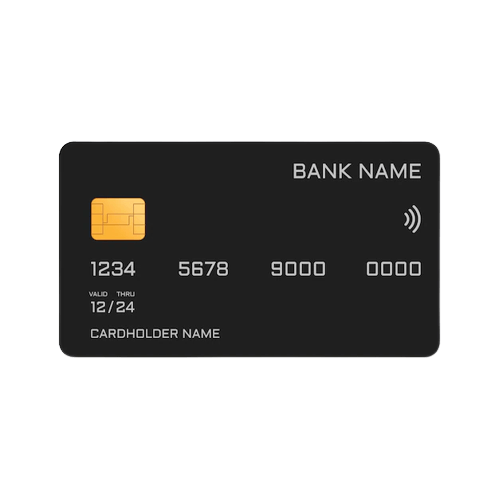 BANK NAME
1234 5678 9000 0000
VALID THRU
12/24
CARDHOLDER NAME